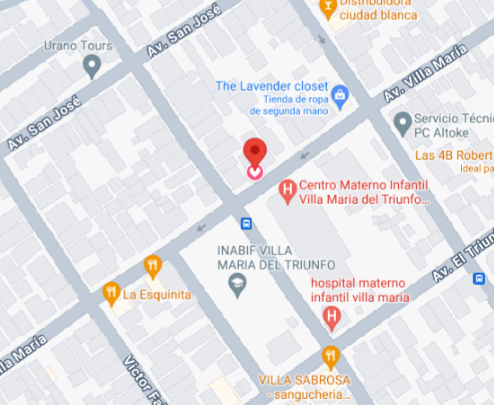 Distribuidora
ciudad blanca
Av. San José
Urano Tours
Av. Villa María
The Lavender closet
Tienda de ropa
de segunda mano
Av. San José
Servicio Técni
PC Altoke
Las 4B Robert
Ideal pa
Centro Materno Infantil
Villa Maria del Triunfo...
INABIF VILLA
MARIA DEL TRIUNFO
Av. El Triun
hospital materno
infantil villa maria
La Esquinita
lla María
Victor Fa
VILLA SABROSA
- sangucheria...